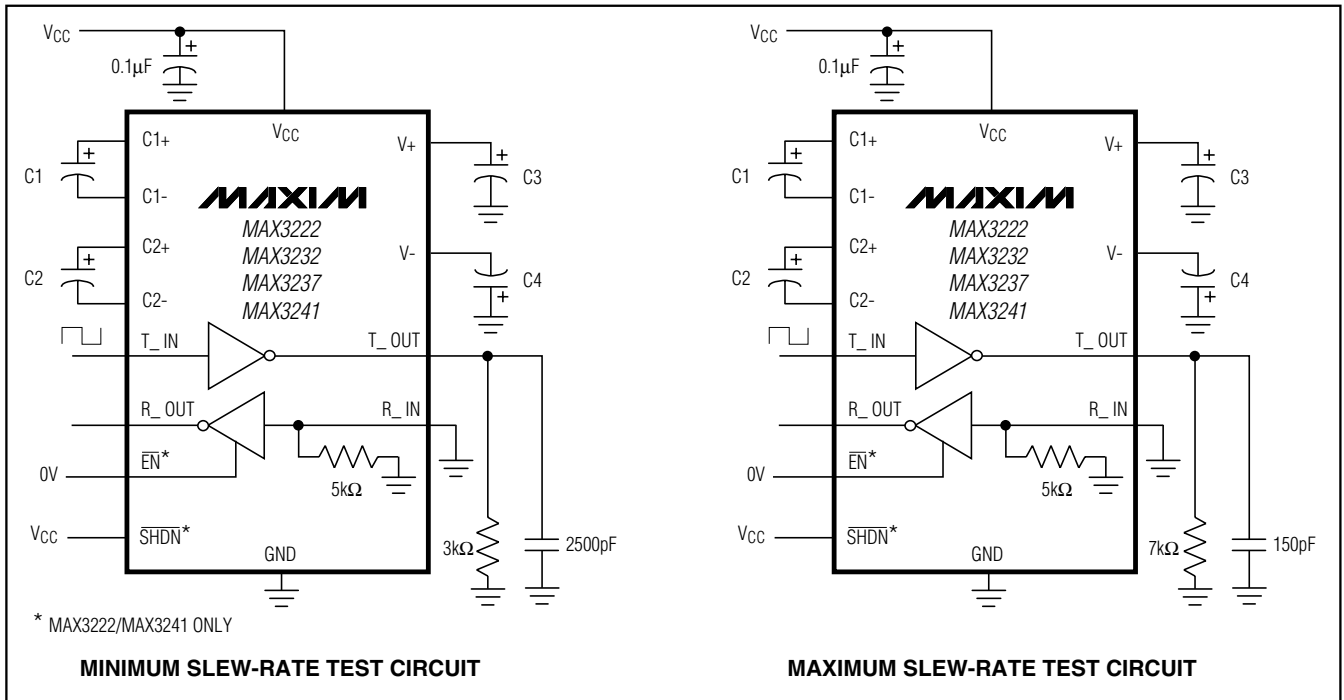 VCC
0.1µF
+
VCC
C1+
V+
C1
+
+
C3
C1-
MAXIM
MAX3222
C2+
MAX3232
V-
C2
+
MAX3237
C4
C2-
+
MAX3241
T_ IN
T_ OUT
R_ OUT
R_ IN
EN*
0V
5kΩ
VCC
SHDN*
3kΩ
2500pF
GND
* MAX3222/MAX3241 ONLY
MINIMUM SLEW-RATE TEST CIRCUIT
VCC
0.1µF
+
VCC
C1+
V+
C1
+
+
C3
C1-
MAXIM
MAX3222
C2+
MAX3232
V-
C2
+
MAX3237
C4
C2-
+
MAX3241
T_ IN
T_ OUT
R_ OUT
R_ IN
EN*
0V
5kΩ
VCC
SHDN*
7kΩ
150pF
GND
MAXIMUM SLEW-RATE TEST CIRCUIT